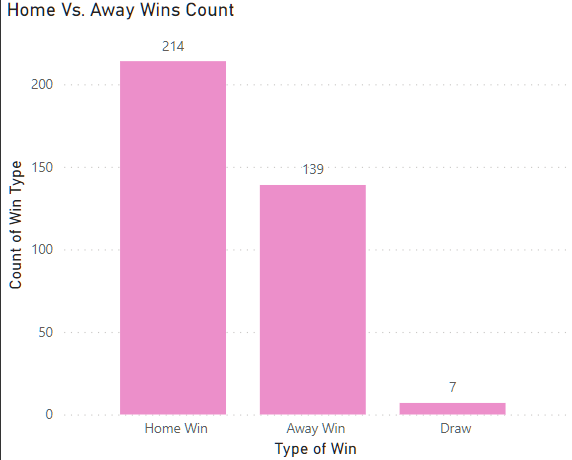 Home Vs. Away Wins Count
Count of Win Type
200
150
100
50
0
214
139
7
Home Win
Away Win
Draw
Type of Win